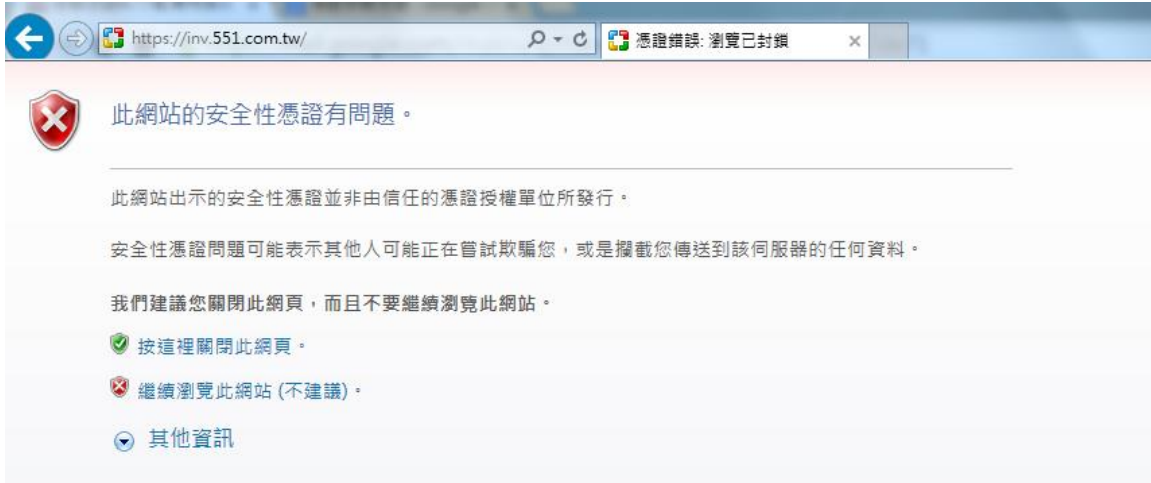 https://inv.551.com.tw/
憑證錯誤: 瀏覽已封鎖
此網站的安全性憑證有問題。
此網站出示的安全性憑證並非由信任的憑證授權單位所發行。
安全性憑證問題可能表示其他人可能正在嘗試欺騙您，或是攔截您傳送到該伺服器的任何資料。
我們建議您關閉此網頁，而且不要繼續瀏覽此網站。
按這裡關閉此網頁。
繼續瀏覽此網站 (不建議)。
其他資訊